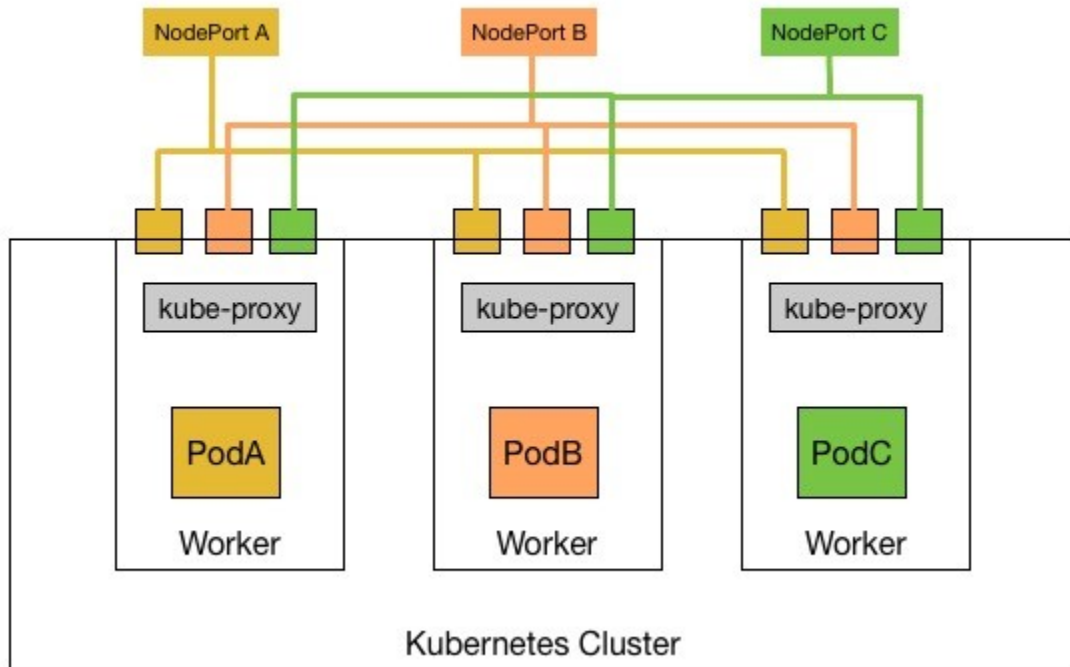 NodePort A
NodePort B
NodePort C
kube-proxy
kube-proxy
kube-proxy
PodA
PodB
PodC
Worker
Worker
Worker
Kubernetes Cluster